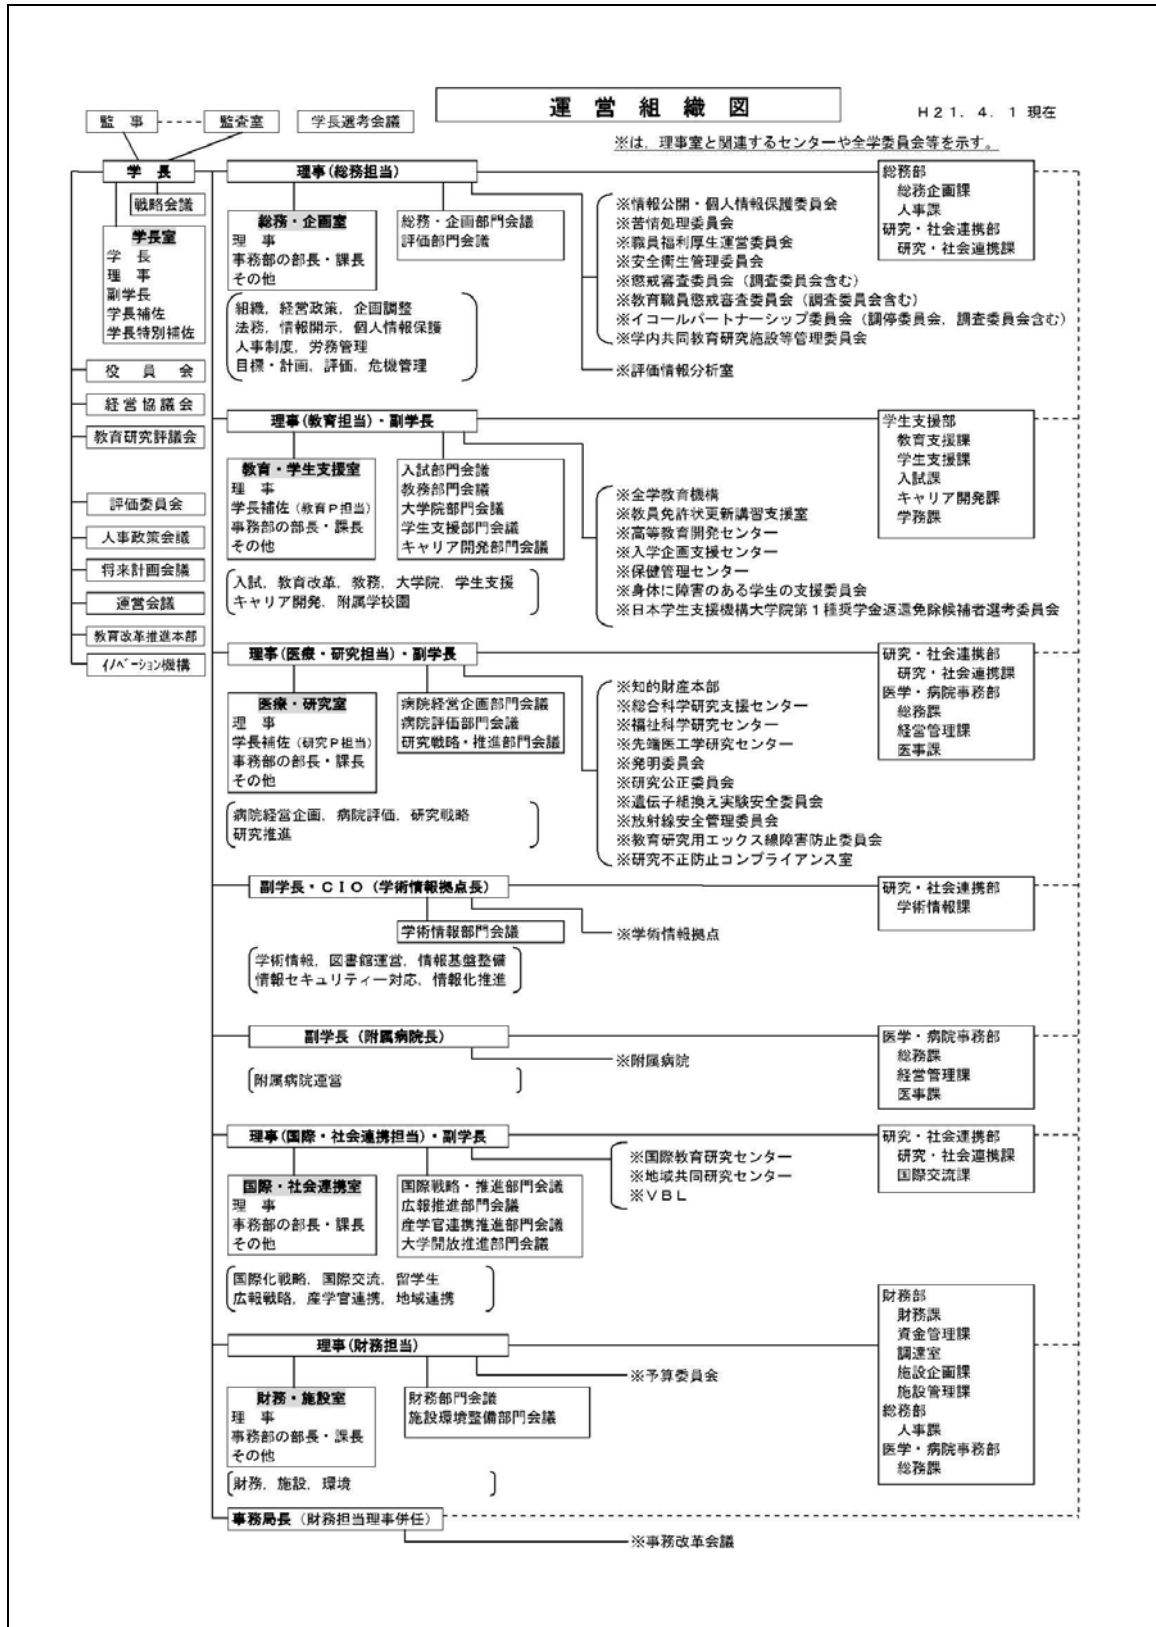 運営組織図
H21.4.1現在
監事
監査室
学長選考会議
※は、理事室と関連するセンターや全学委員会等を示す。
学長
戦略会議
学長室
学長
理事
副学長
学長補佐
学長特別補佐
役員会
経営協議会
教育研究評議会
評価委員会
人事政策会議
将来計画会議
運営会議
教育改革推進本部
イノベーション機構
理事(総務担当)
総務・企画室
理事
事務部の部長・課長
その他
総務・企画部門会議
評価部門会議
組織,経営政策,企画調整
法務,情報開示,個人情報保護
人事制度,労務管理
目標・計画,評価,危機管理
※情報公開・個人情報保護委員会
※苦情処理委員会
※職員福利厚生運営委員会
※安全衛生管理委員会
※懲戒審査委員会(調査委員会含む)
※教育職員懲戒審査委員会(調査委員会含む)
※イコールパートナーシップ委員会(調停委員会,調査委員会含む)
※学内共同教育研究施設等管理委員会
※評価情報分析室
総務部
総務企画課
人事課
研究・社会連携部
研究・社会連携課
理事(教育担当)・副学長
教育・学生支援室
理事
学長補佐(教育P担当)
事務部の部長・課長
その他
入試部門会議
教務部門会議
大学院部門会議
学生支援部門会議
キャリア開発部門会議
入試,教育改革,教務,大学院,学生支援
キャリア開発,附属学校園
※全学教育機構
※教員免許状更新講習支援室
※高等教育開発センター
※入学企画支援センター
※保健管理センター
※身体に障害のある学生の支援委員会
※日本学生支援機構大学院第1種奨学金返還免除候補者選考委員会
学生支援部
教育支援課
学生支援課
入試課
キャリア開発課
学務課
理事(医療・研究担当)・副学長
医療・研究室
理事
学長補佐(研究P担当)
事務部の部長・課長
その他
病院経営企画部門会議
病院評価部門会議
研究戦略・推進部門会議
病院経営企画,病院評価,研究戦略
研究推進
※知的財産本部
※総合科学研究支援センター
※福祉科学研究センター
※先端医工学研究センター
※発明委員会
※研究公正委員会
※遺伝子組換え実験安全委員会
※放射線安全管理委員会
※教育研究用エックス線障害防止委員会
※研究不正防止コンプライアンス室
研究・社会連携部
研究・社会連携課
医学・病院事務部
総務課
経営管理課
医事課
副学長・CIO(学術情報拠点長)
学術情報部門会議
※学術情報拠点
学術情報,図書館運営,情報基盤整備
情報セキュリティー対応,情報化推進
研究・社会連携部
学術情報課
副学長(附属病院長)
※附属病院
附属病院運営
医学・病院事務部
総務課
経営管理課
医事課
理事(国際・社会連携担当)・副学長
国際・社会連携室
理事
事務部の部長・課長
その他
国際戦略・推進部門会議
広報推進部門会議
産学官連携推進部門会議
大学開放推進部門会議
国際化戦略,国際交流,留学生
広報戦略,産学官連携,地域連携
※国際教育研究センター
※地域共同研究センター
※VBL
研究・社会連携部
研究・社会連携課
国際交流課
理事(財務担当)
財務・施設室
理事
事務部の部長・課長
その他
財務部門会議
施設環境整備部門会議
※予算委員会
財務,施設,環境
財務部
財務課
資金管理課
調達室
施設企画課
施設管理課
総務部
人事課
医学・病院事務部
総務課
事務局長(財務担当理事併任)
※事務改革会議